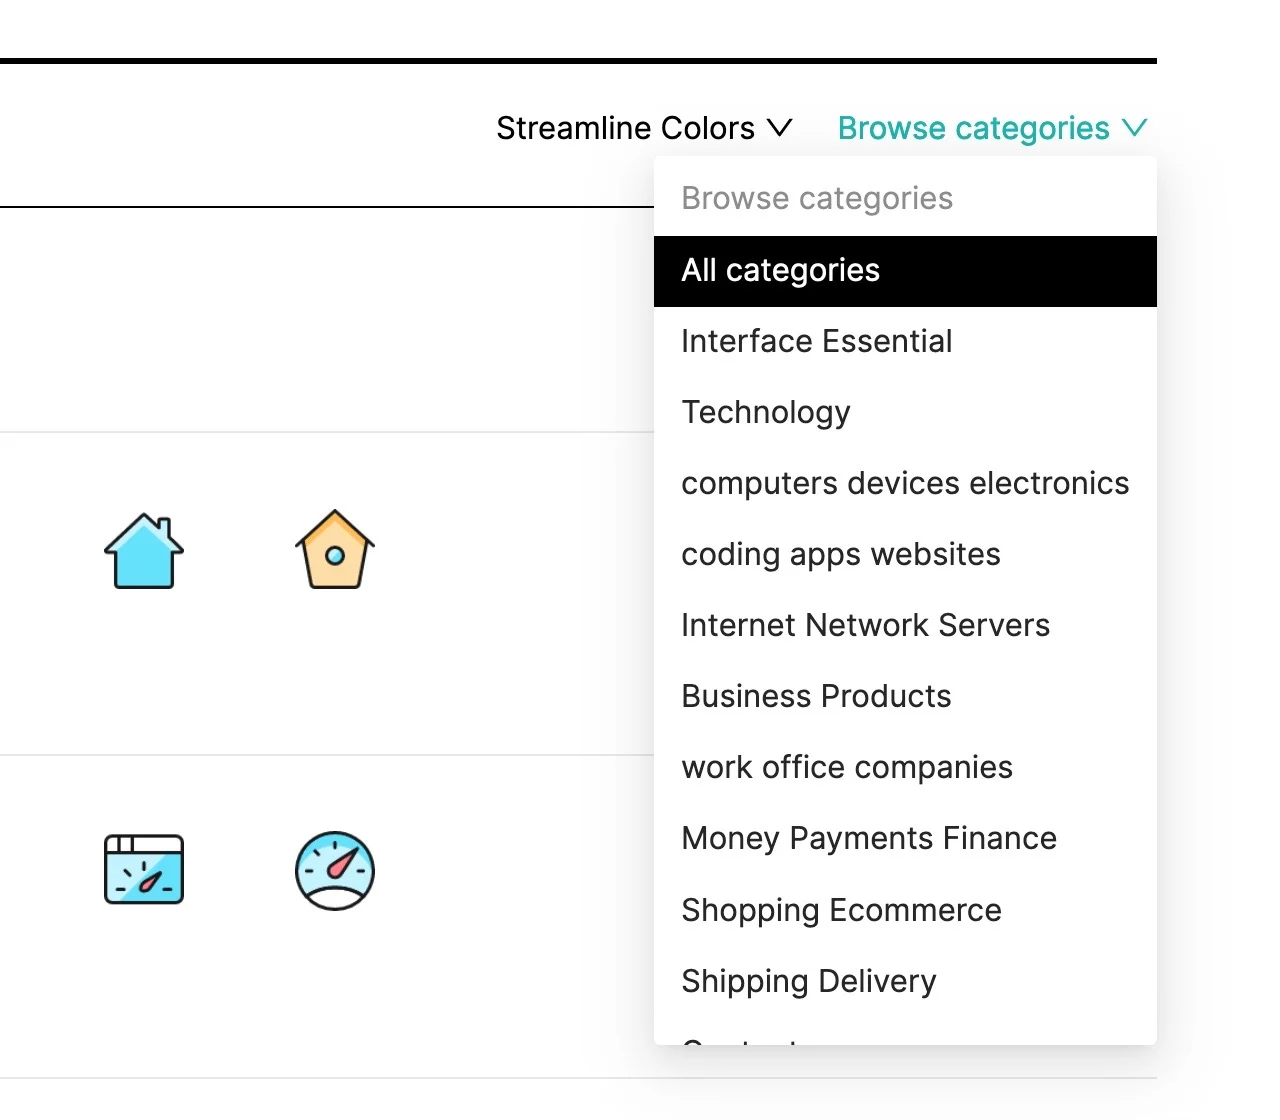 Streamline Colors
Browse categories
Browse categories
All categories
Interface Essential
Technology
computers devices electronics
coding apps websites
Internet Network Servers
Business Products
work office companies
Money Payments Finance
Shopping Ecommerce
Shipping Delivery